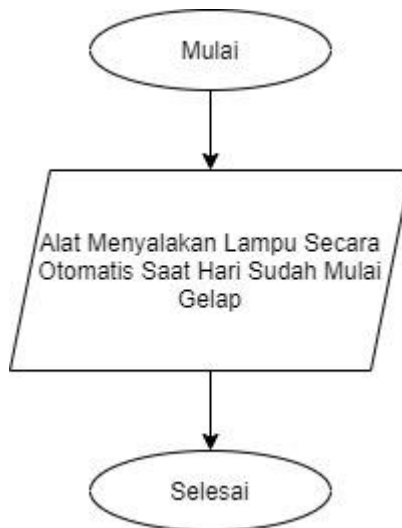 Mulai
Alat Menyalakan Lampu Secara
Otomatis Saat Hari Sudah Mulai
Gelap
Selesai